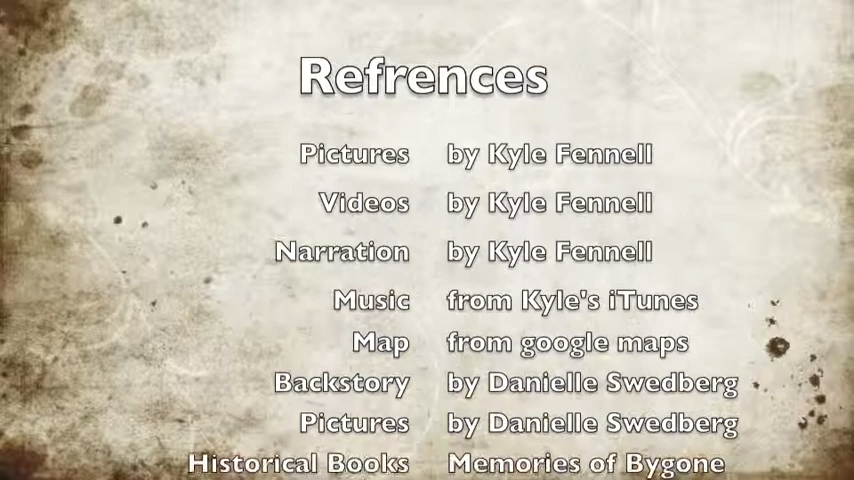 Refrences
Pictures by Kyle Fennell
Videos by Kyle Fennell
Narration by Kyle Fennell
Music from Kyle's iTunes
Map from google maps
Backstory by Danielle Swedberg
Pictures by Danielle Swedberg
Historical Books Memories of Bygone